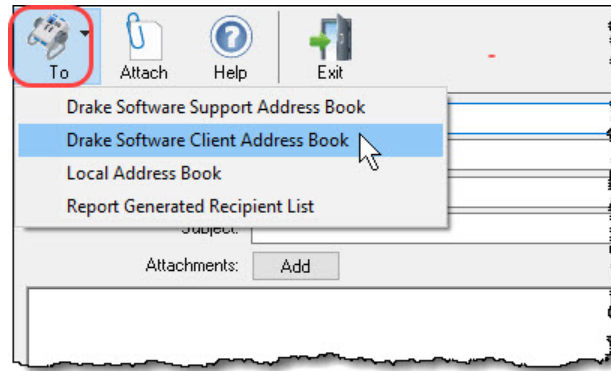 To Attach Help Exit
Drake Software Support Address Book
Drake Software Client Address Book
Local Address Book
Report Generated Recipient List
Subject:
Attachments: Add